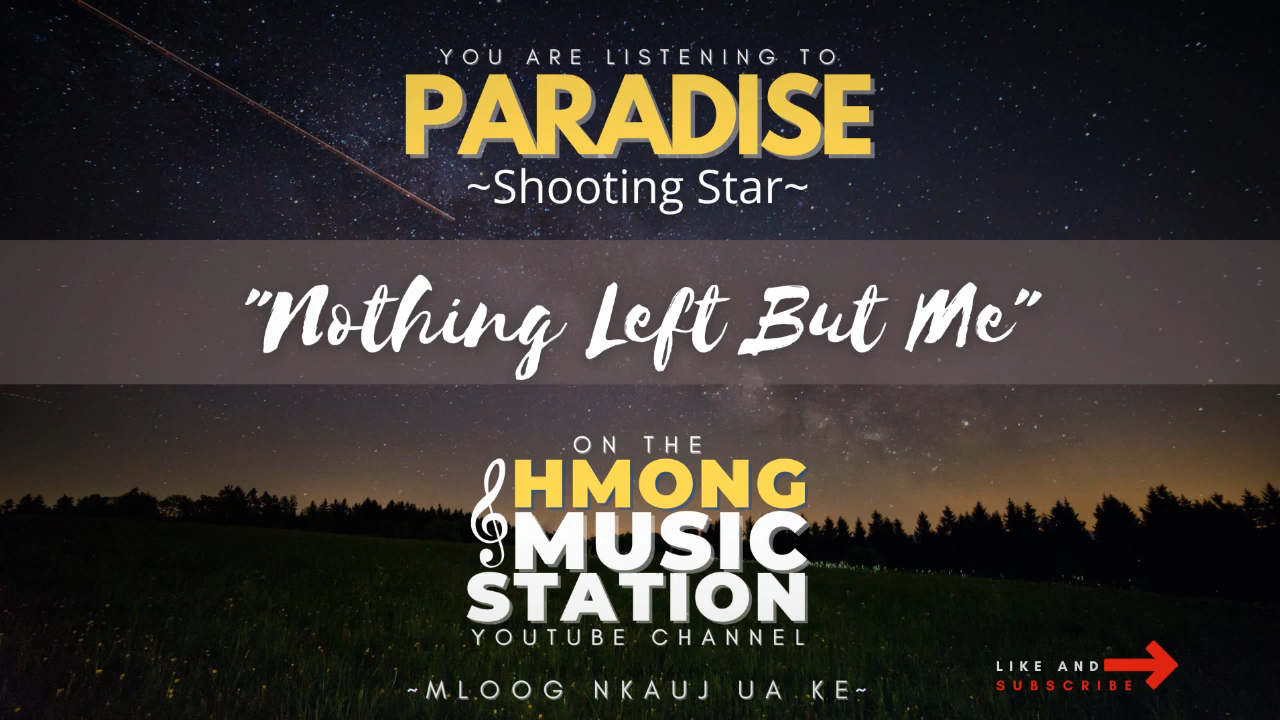 YOU ARE LISTENING TO
PARADISE
~Shooting Star~
"Nothing Left But Me"
ON THE
HMONG
MUSIC
STATION
YOUTUBE CHANNEL
LIKE AND
SUBSCRIBE
~MLOOG NKAUJ UA KE~